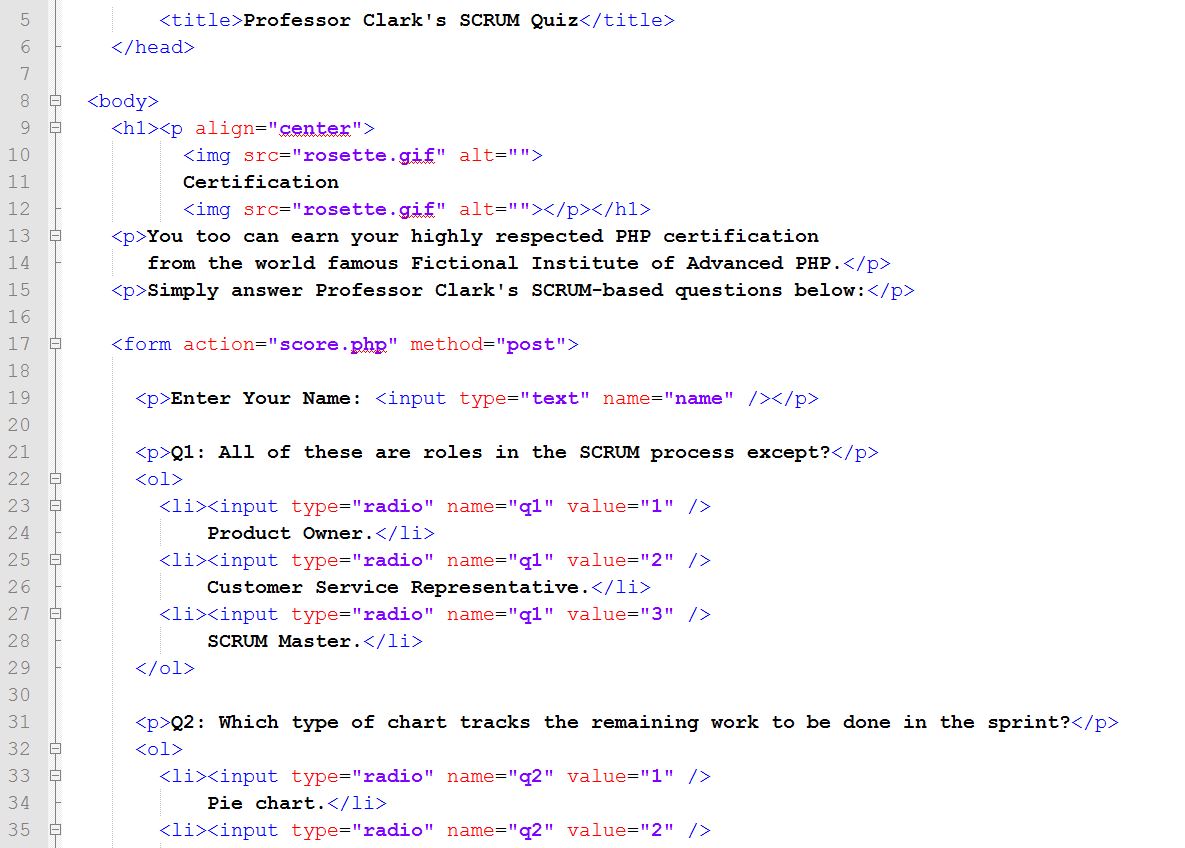 5 <title>Professor Clark's SCRUM Quiz</title>
6 </head>
7
8 <body>
9 <h1><p align="center">
10 <img src="rosette.gif" alt="">
11 Certification
12 <img src="rosette.gif" alt=""></p></h1>
13 <p>You too can earn your highly respected PHP certification
14 from the world famous Fictional Institute of Advanced PHP.</p>
15 <p>Simply answer Professor Clark's SCRUM-based questions below:</p>
16
17 <form action="score.php" method="post">
18
19 <p>Enter Your Name: <input type="text" name="name" /></p>
20
21 <p>Q1: All of these are roles in the SCRUM process except?</p>
22 <ol>
23 <li><input type="radio" name="q1" value="1" />
24 Product Owner.</li>
25 <li><input type="radio" name="q1" value="2" />
26 Customer Service Representative.</li>
27 <li><input type="radio" name="q1" value="3" />
28 SCRUM Master.</li>
29 </ol>
30
31 <p>Q2: Which type of chart tracks the remaining work to be done in the sprint?</p>
32 <ol>
33 <li><input type="radio" name="q2" value="1" />
34 Pie chart.</li>
35 <li><input type="radio" name="q2" value="2" />